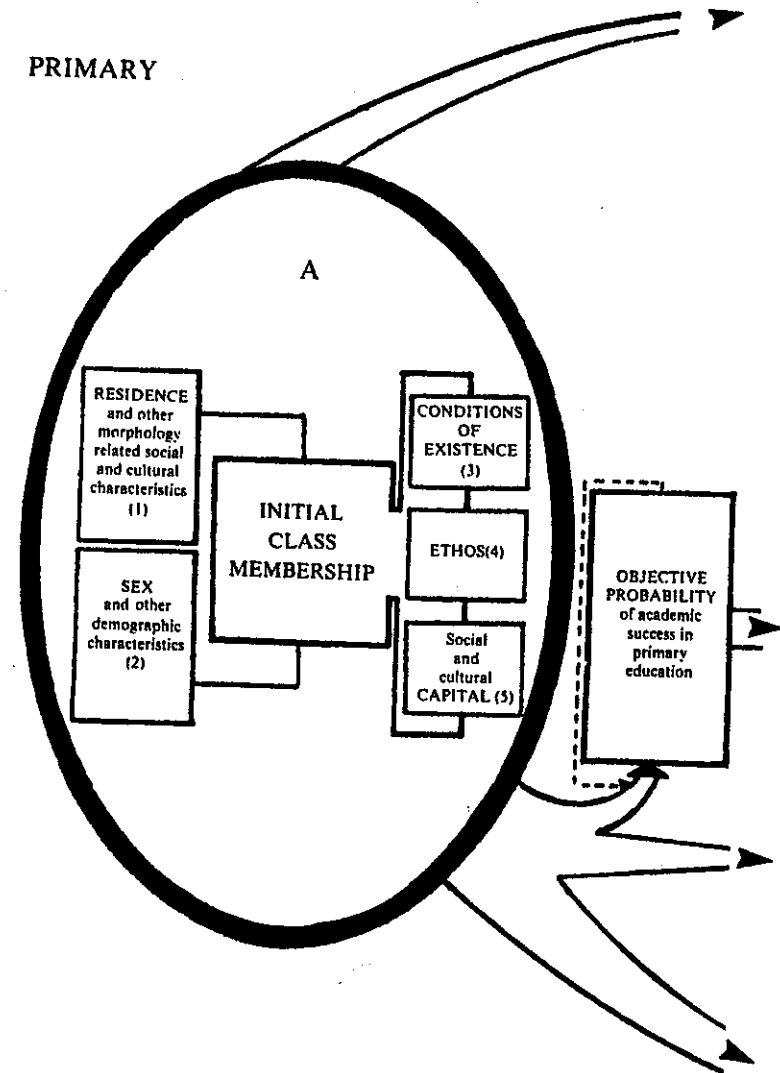 PRIMARY
A
RESIDENCE
and other
morphology
related social
and cultural
characteristics
(1)
SEX
and other
demographic
characteristics
(2)
INITIAL
CLASS
MEMBERSHIP
CONDITIONS
OF
EXISTENCE
(3)
ETHOS(4)
Social
and
cultural
CAPITAL (5)
OBJECTIVE
PROBABILITY
of academic
success in
primary
education